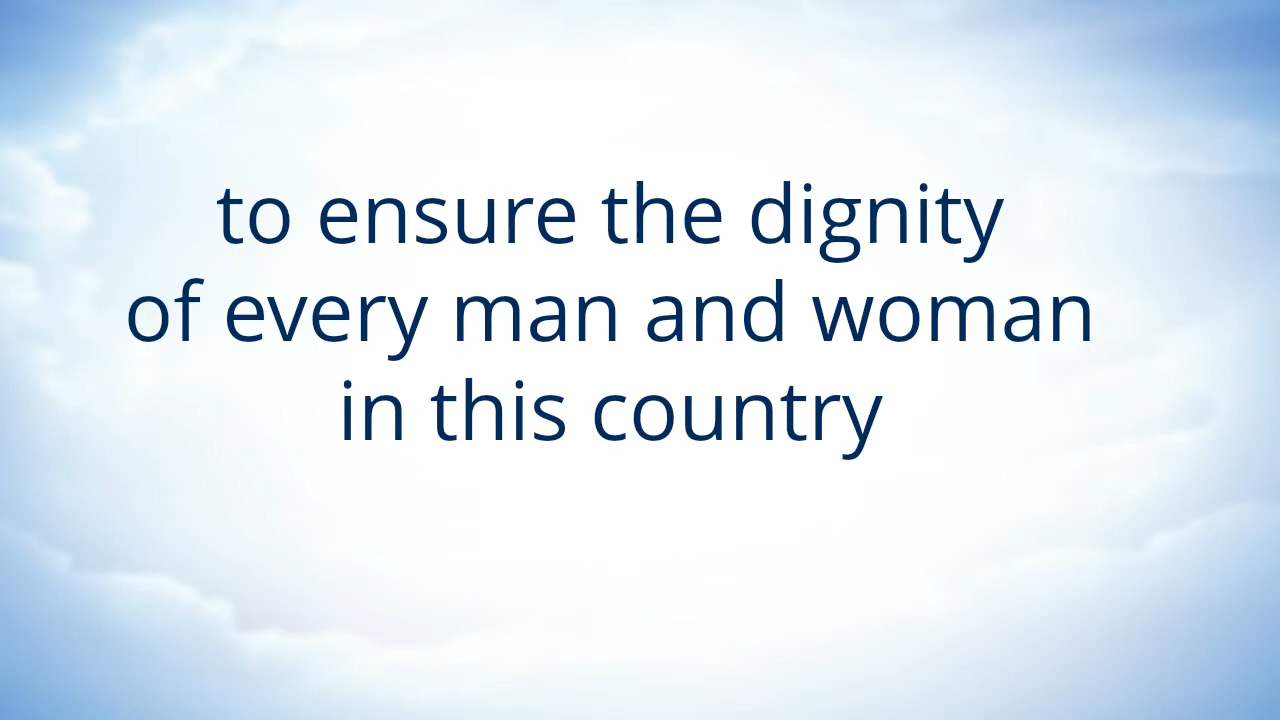 to ensure the dignity
of every man and woman
in this country